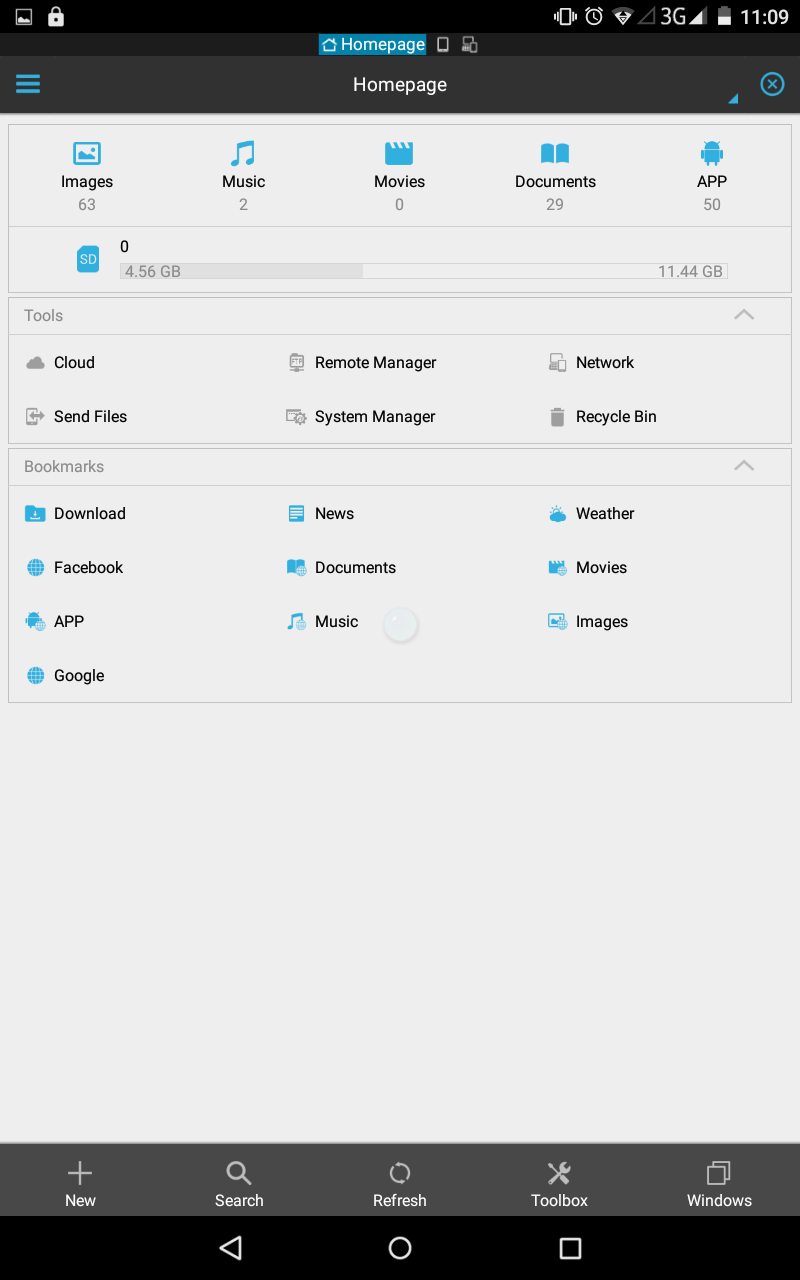 3G 11:09
Homepage
Homepage
Images Music Movies Documents APP
63 2 0 29 50
SD 0
4.56 GB 11.44 GB
Tools
Cloud Remote Manager Network
Send Files System Manager Recycle Bin
Bookmarks
Download News Weather
Facebook Documents Movies
APP Music Images
Google
New Search Refresh Toolbox Windows